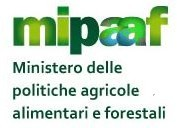 mipaaf
Ministero delle
politiche agricole
alimentari e forestali